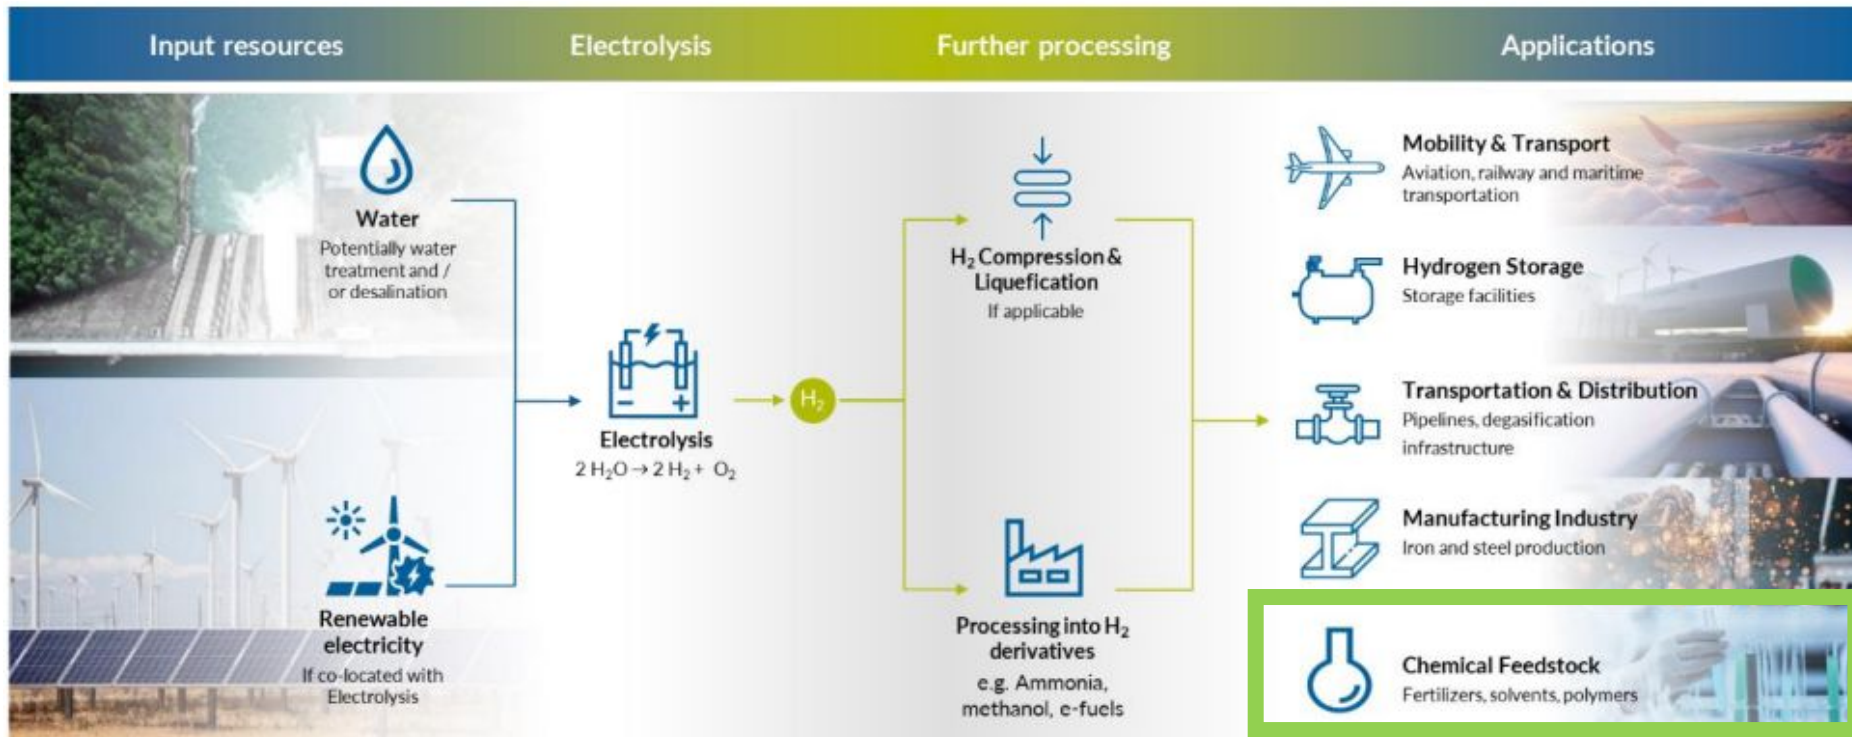 Input resources
Electrolysis
Further processing
Applications
Water
Potentially water
treatment and /
or desalination
Renewable
electricity
If co-located with
Electrolysis
− +
Electrolysis
2 H₂O → 2 H₂ + O₂
H₂
H₂ Compression &
Liquefication
If applicable
Processing into H₂
derivatives
e.g. Ammonia,
methanol, e-fuels
Mobility & Transport
Aviation, railway and maritime
transportation
Hydrogen Storage
Storage facilities
Transportation & Distribution
Pipelines, degasification
infrastructure
Manufacturing Industry
Iron and steel production
Chemical Feedstock
Fertilizers, solvents, polymers